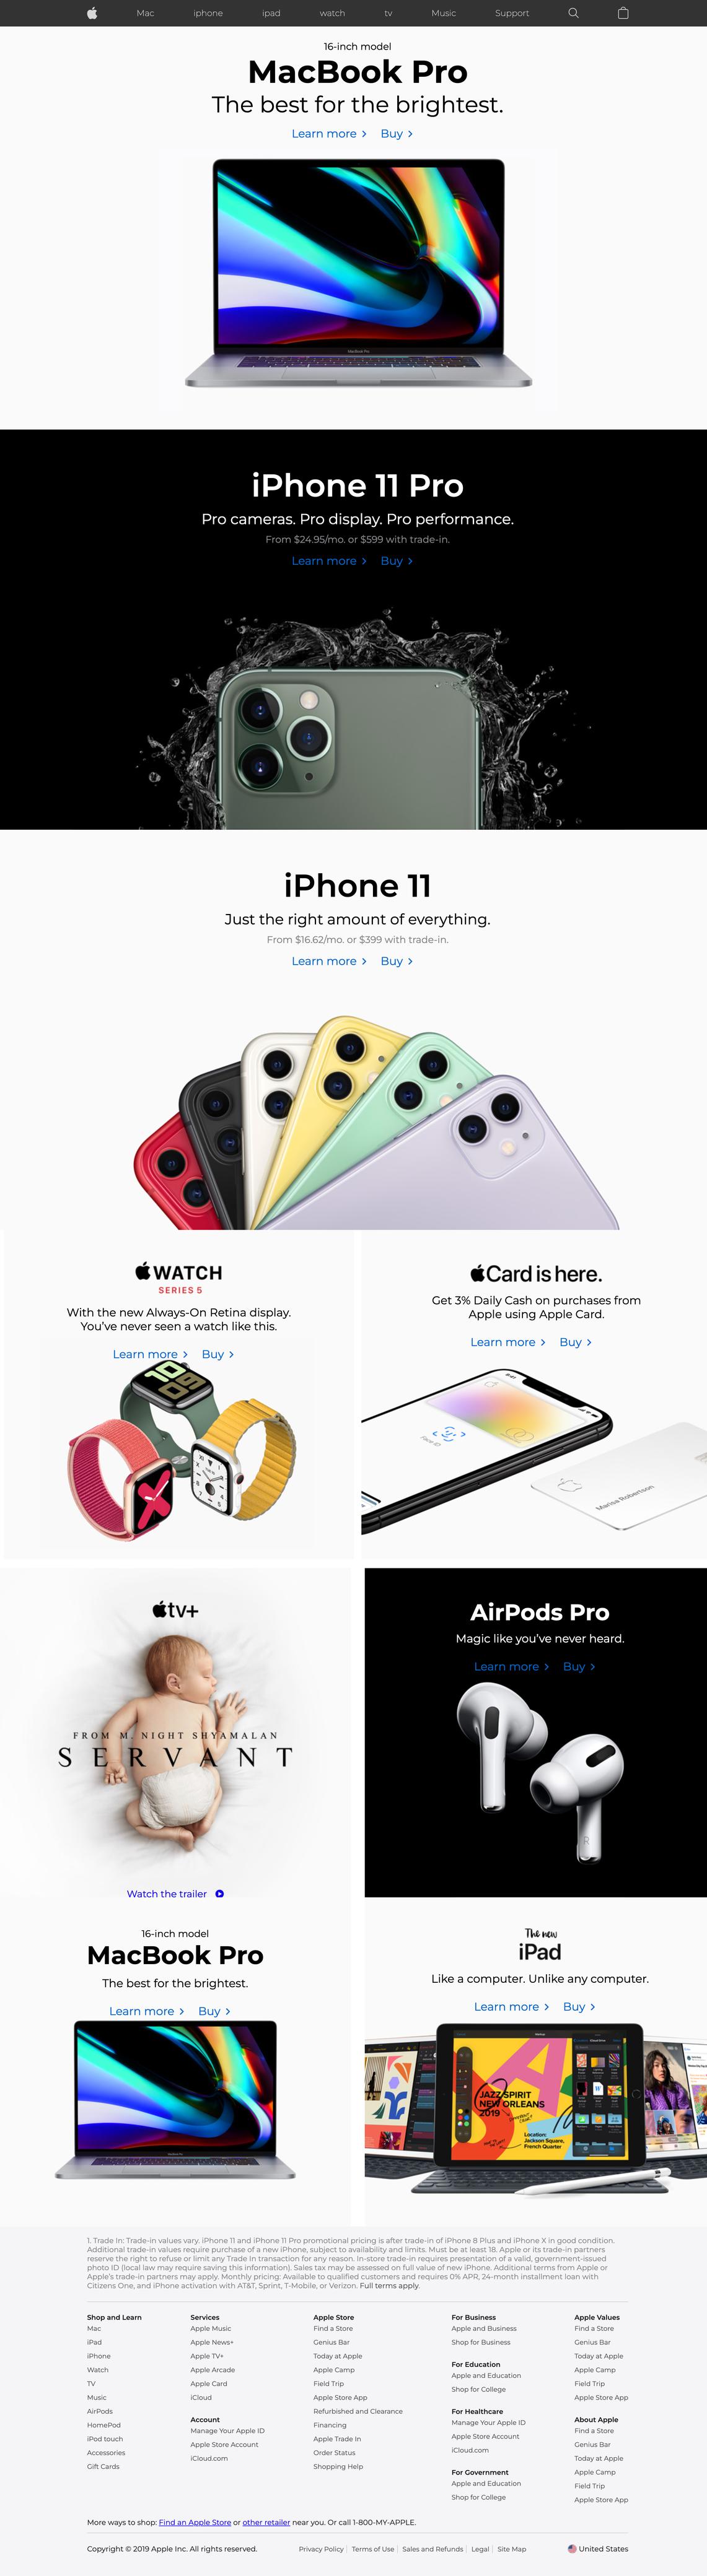 Mac iphone ipad watch tv Music Support
16-inch model
MacBook Pro
The best for the brightest.
Learn more Buy
MacBook Pro
iPhone 11 Pro
Pro cameras. Pro display. Pro performance.
From $24.95/mo. or $599 with trade-in.
Learn more Buy
iPhone 11
Just the right amount of everything.
From $16.62/mo. or $399 with trade-in.
Learn more Buy
WATCH
SERIES 5
With the new Always-On Retina display.
You've never seen a watch like this.
Learn more Buy
10
09
Card is here.
Get 3% Daily Cash on purchases from
Apple using Apple Card.
Learn more Buy
Face ID
Marisa Robertson
tv+
FROM M. NIGHT SHYAMALAN
SERVANT
Watch the trailer
AirPods Pro
Magic like you've never heard.
Learn more Buy
R
16-inch model
MacBook Pro
The best for the brightest.
Learn more Buy
The new
iPad
Like a computer. Unlike any computer.
Learn more Buy
JAZZ SPIRIT
NEW ORLEANS
2019
Location:
Jackson Square,
French Quarter
1. Trade In: Trade-in values vary. iPhone 11 and iPhone 11 Pro promotional pricing is after trade-in of iPhone 8 Plus and iPhone X in good condition.
Additional trade-in values require purchase of a new iPhone, subject to availability and limits. Must be at least 18. Apple or its trade-in partners
reserve the right to refuse or limit any Trade In transaction for any reason. In-store trade-in requires presentation of a valid, government-issued
photo ID (local law may require saving this information). Sales tax may be assessed on full value of new iPhone. Additional terms from Apple or
Apple's trade-in partners may apply. Monthly pricing: Available to qualified customers and requires 0% APR, 24-month installment loan with
Citizens One, and iPhone activation with AT&T, Sprint, T-Mobile, or Verizon. Full terms apply.
Shop and Learn
Mac
iPad
iPhone
Watch
TV
Music
AirPods
HomePod
iPod touch
Accessories
Gift Cards
Services
Apple Music
Apple News+
Apple TV+
Apple Arcade
Apple Card
iCloud
Account
Manage Your Apple ID
Apple Store Account
iCloud.com
Apple Store
Find a Store
Genius Bar
Today at Apple
Apple Camp
Field Trip
Apple Store App
Refurbished and Clearance
Financing
Apple Trade In
Order Status
Shopping Help
For Business
Apple and Business
Shop for Business
For Education
Apple and Education
Shop for College
For Healthcare
Manage Your Apple ID
Apple Store Account
iCloud.com
For Government
Apple and Education
Shop for College
Apple Values
Find a Store
Genius Bar
Today at Apple
Apple Camp
Field Trip
Apple Store App
About Apple
Find a Store
Genius Bar
Today at Apple
Apple Camp
Field Trip
Apple Store App
More ways to shop: Find an Apple Store or other retailer near you. Or call 1-800-MY-APPLE.
Copyright © 2019 Apple Inc. All rights reserved. Privacy Policy | Terms of Use | Sales and Refunds | Legal | Site Map United States